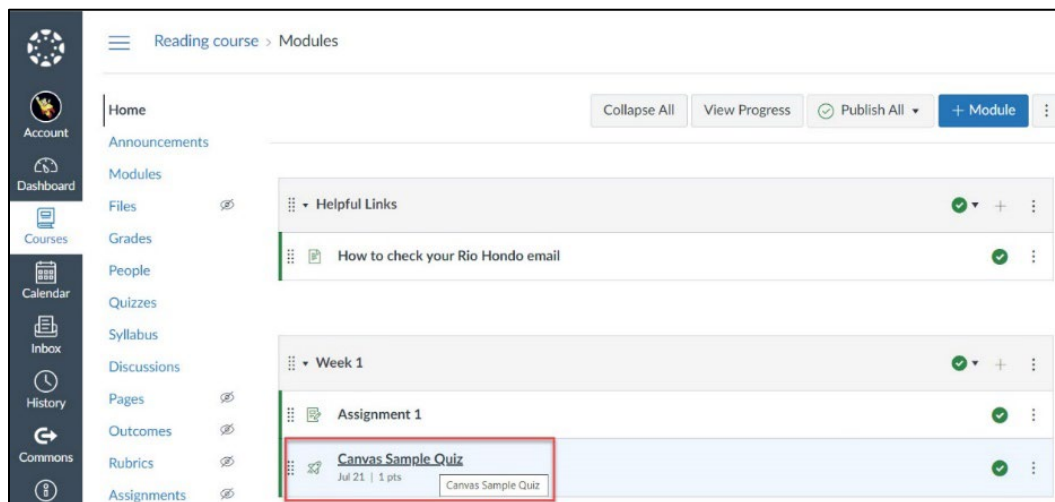 Reading course > Modules
Account
Dashboard
Courses
Calendar
Inbox
History
Commons
Home
Announcements
Modules
Files
Grades
People
Quizzes
Syllabus
Discussions
Pages
Outcomes
Rubrics
Assignments
Collapse All View Progress Publish All + Module
Helpful Links
How to check your Rio Hondo email
Week 1
Assignment 1
Canvas Sample Quiz
Jul 21 | 1 pts
Canvas Sample Quiz